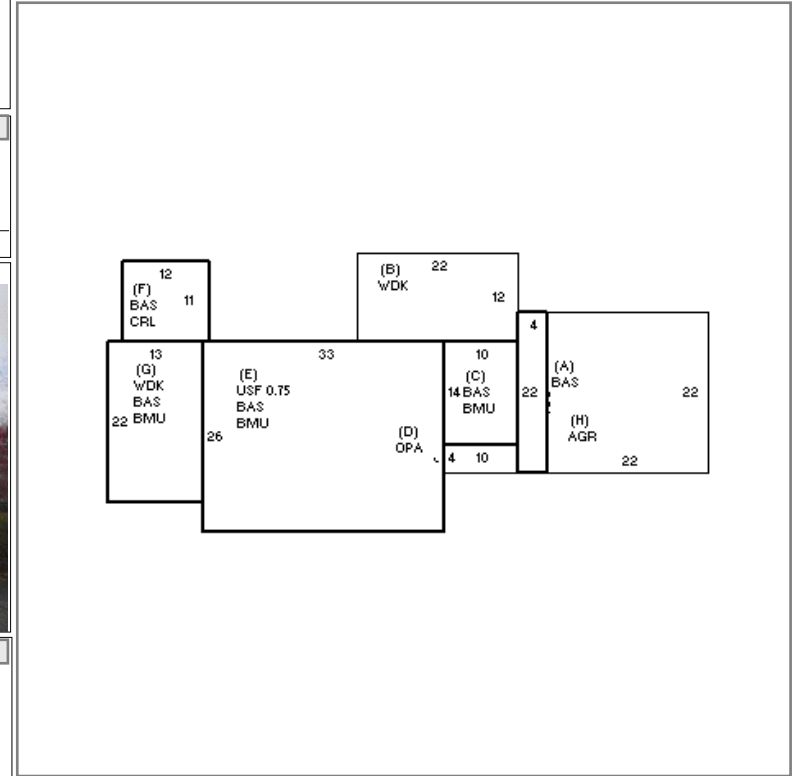 (B) 22
WDK
12
12
(F) 11
BAS
CRL
4
13
(G)
WDK
BAS
22 BMU
33
(E)
USF 0.75
BAS
BMU
26
10
(C)
14 BAS
BMU
22
(A)
BAS
22
(H)
AGR
22
(D)
OPA
4 10